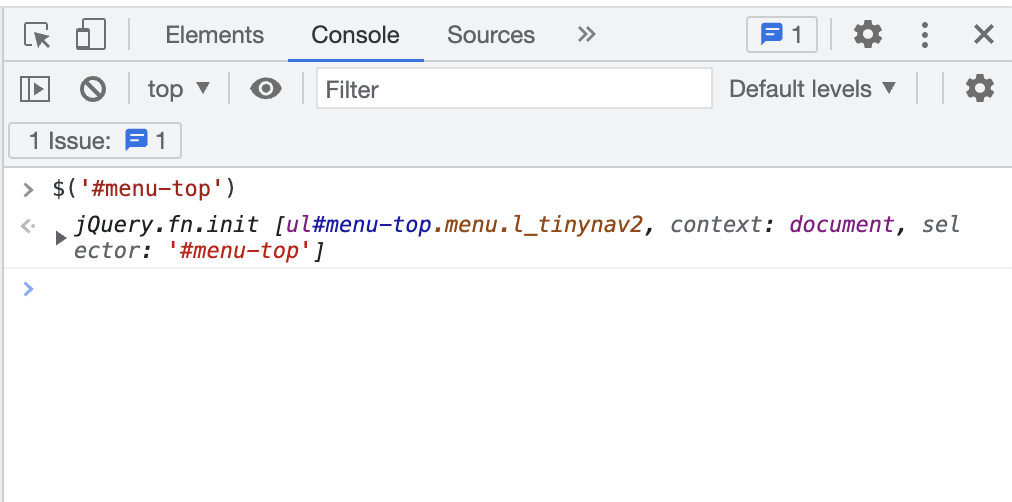 Elements Console Sources 1
top Filter Default levels
1 Issue: 1
$('#menu-top')
jQuery.fn.init [ul#menu-top.menu.l_tinynav2, context: document, sel
ector: '#menu-top']